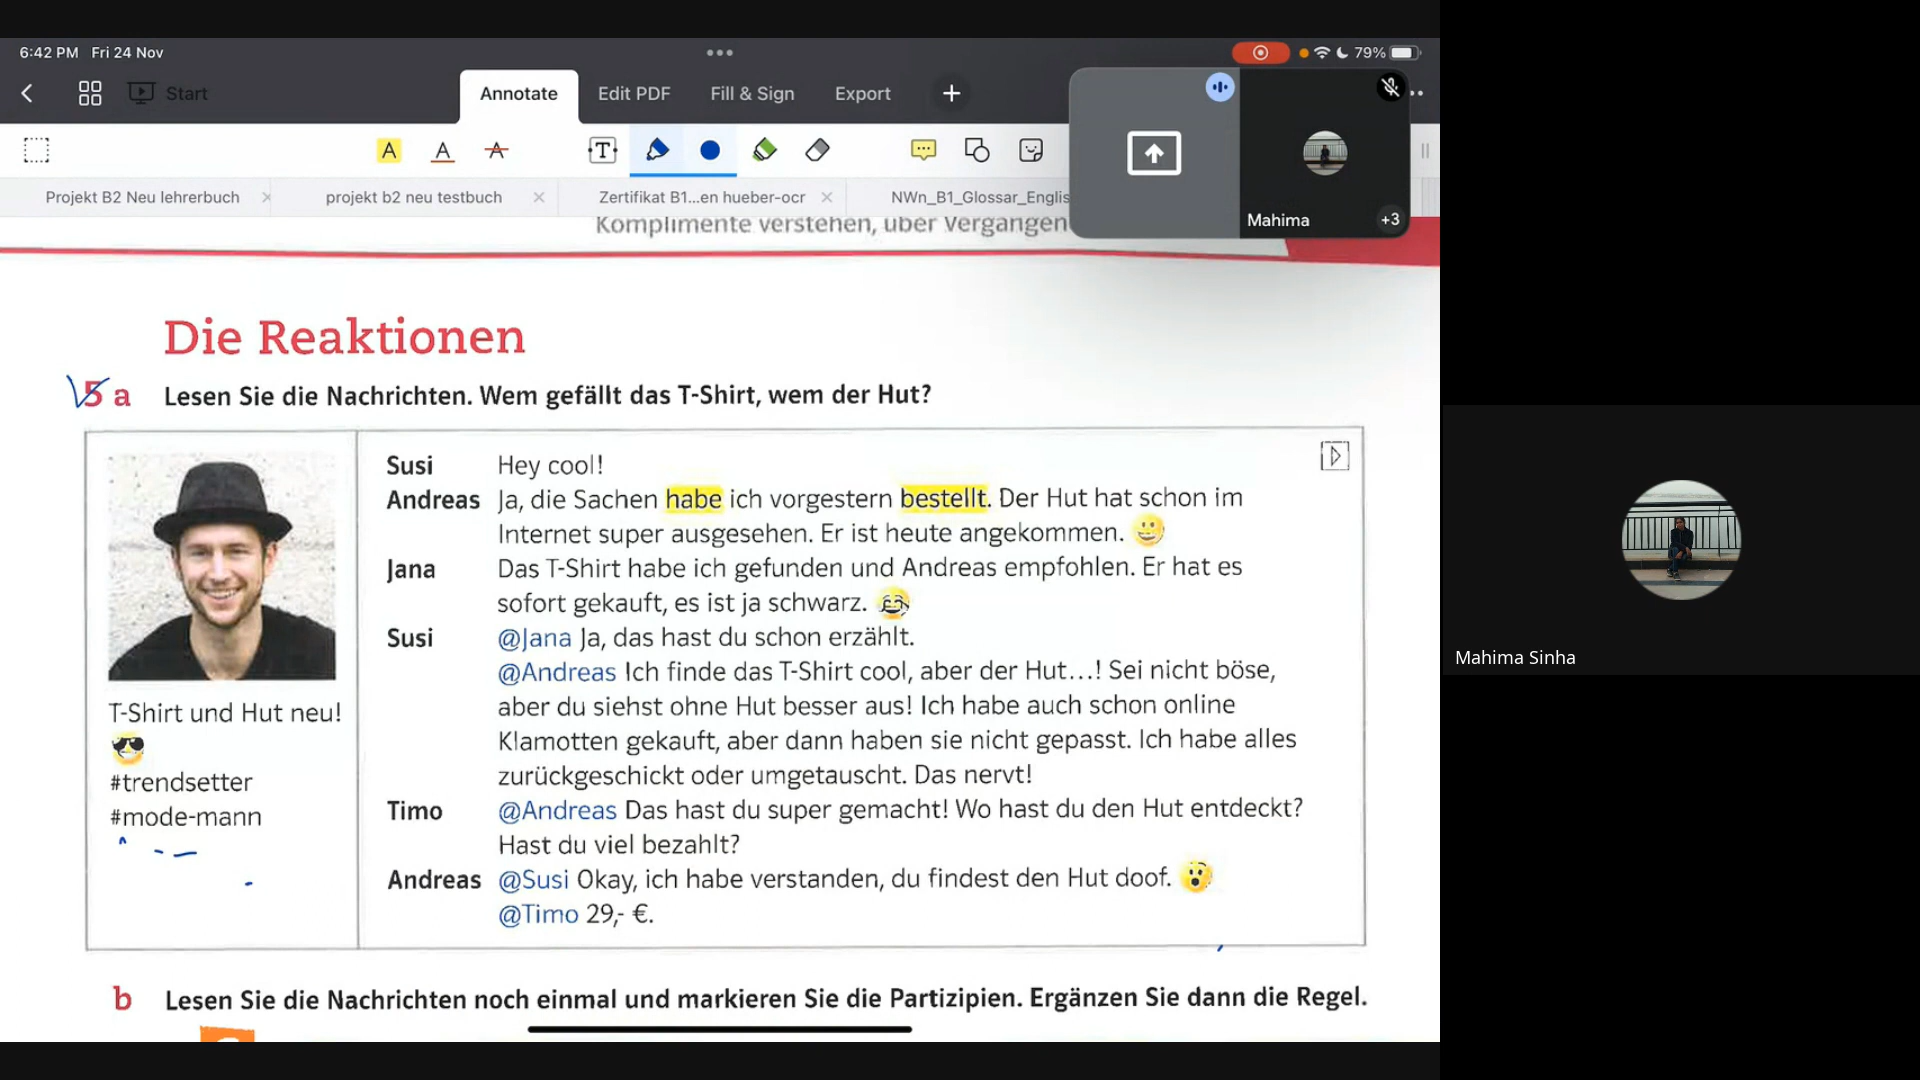 6:42 PM Fri 24 Nov
79%
Start
Annotate
Edit PDF
Fill & Sign
Export
Projekt B2 Neu lehrerbuch
projekt b2 neu testbuch
Zertifikat B1...en hueber-ocr
NWn_B1_Glossar_Englis
Mahima
+3
Komplimente verstehen, über Vergangen
Die Reaktionen
5 a Lesen Sie die Nachrichten. Wem gefällt das T-Shirt, wem der Hut?
T-Shirt und Hut neu!
#trendsetter
#mode-mann
Susi Hey cool!
Andreas Ja, die Sachen habe ich vorgestern bestellt. Der Hut hat schon im
Internet super ausgesehen. Er ist heute angekommen.
Jana Das T-Shirt habe ich gefunden und Andreas empfohlen. Er hat es
sofort gekauft, es ist ja schwarz.
Susi @Jana Ja, das hast du schon erzählt.
@Andreas Ich finde das T-Shirt cool, aber der Hut...! Sei nicht böse,
aber du siehst ohne Hut besser aus! Ich habe auch schon online
Klamotten gekauft, aber dann haben sie nicht gepasst. Ich habe alles
zurückgeschickt oder umgetauscht. Das nervt!
Timo @Andreas Das hast du super gemacht! Wo hast du den Hut entdeckt?
Hast du viel bezahlt?
Andreas @Susi Okay, ich habe verstanden, du findest den Hut doof.
@Timo 29,- €.
b Lesen Sie die Nachrichten noch einmal und markieren Sie die Partizipien. Ergänzen Sie dann die Regel.
Mahima Sinha